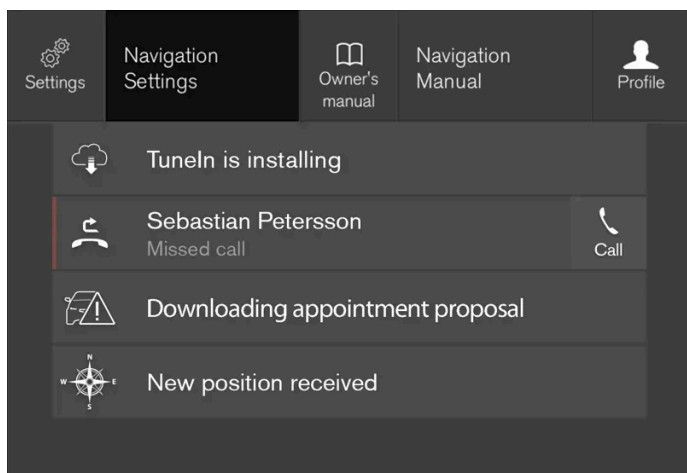 Settings
Navigation
Settings
Owner's
manual
Navigation
Manual
Profile
TuneIn is installing
Sebastian Petersson
Missed call
Call
Downloading appointment proposal
N
W
E
S
New position received